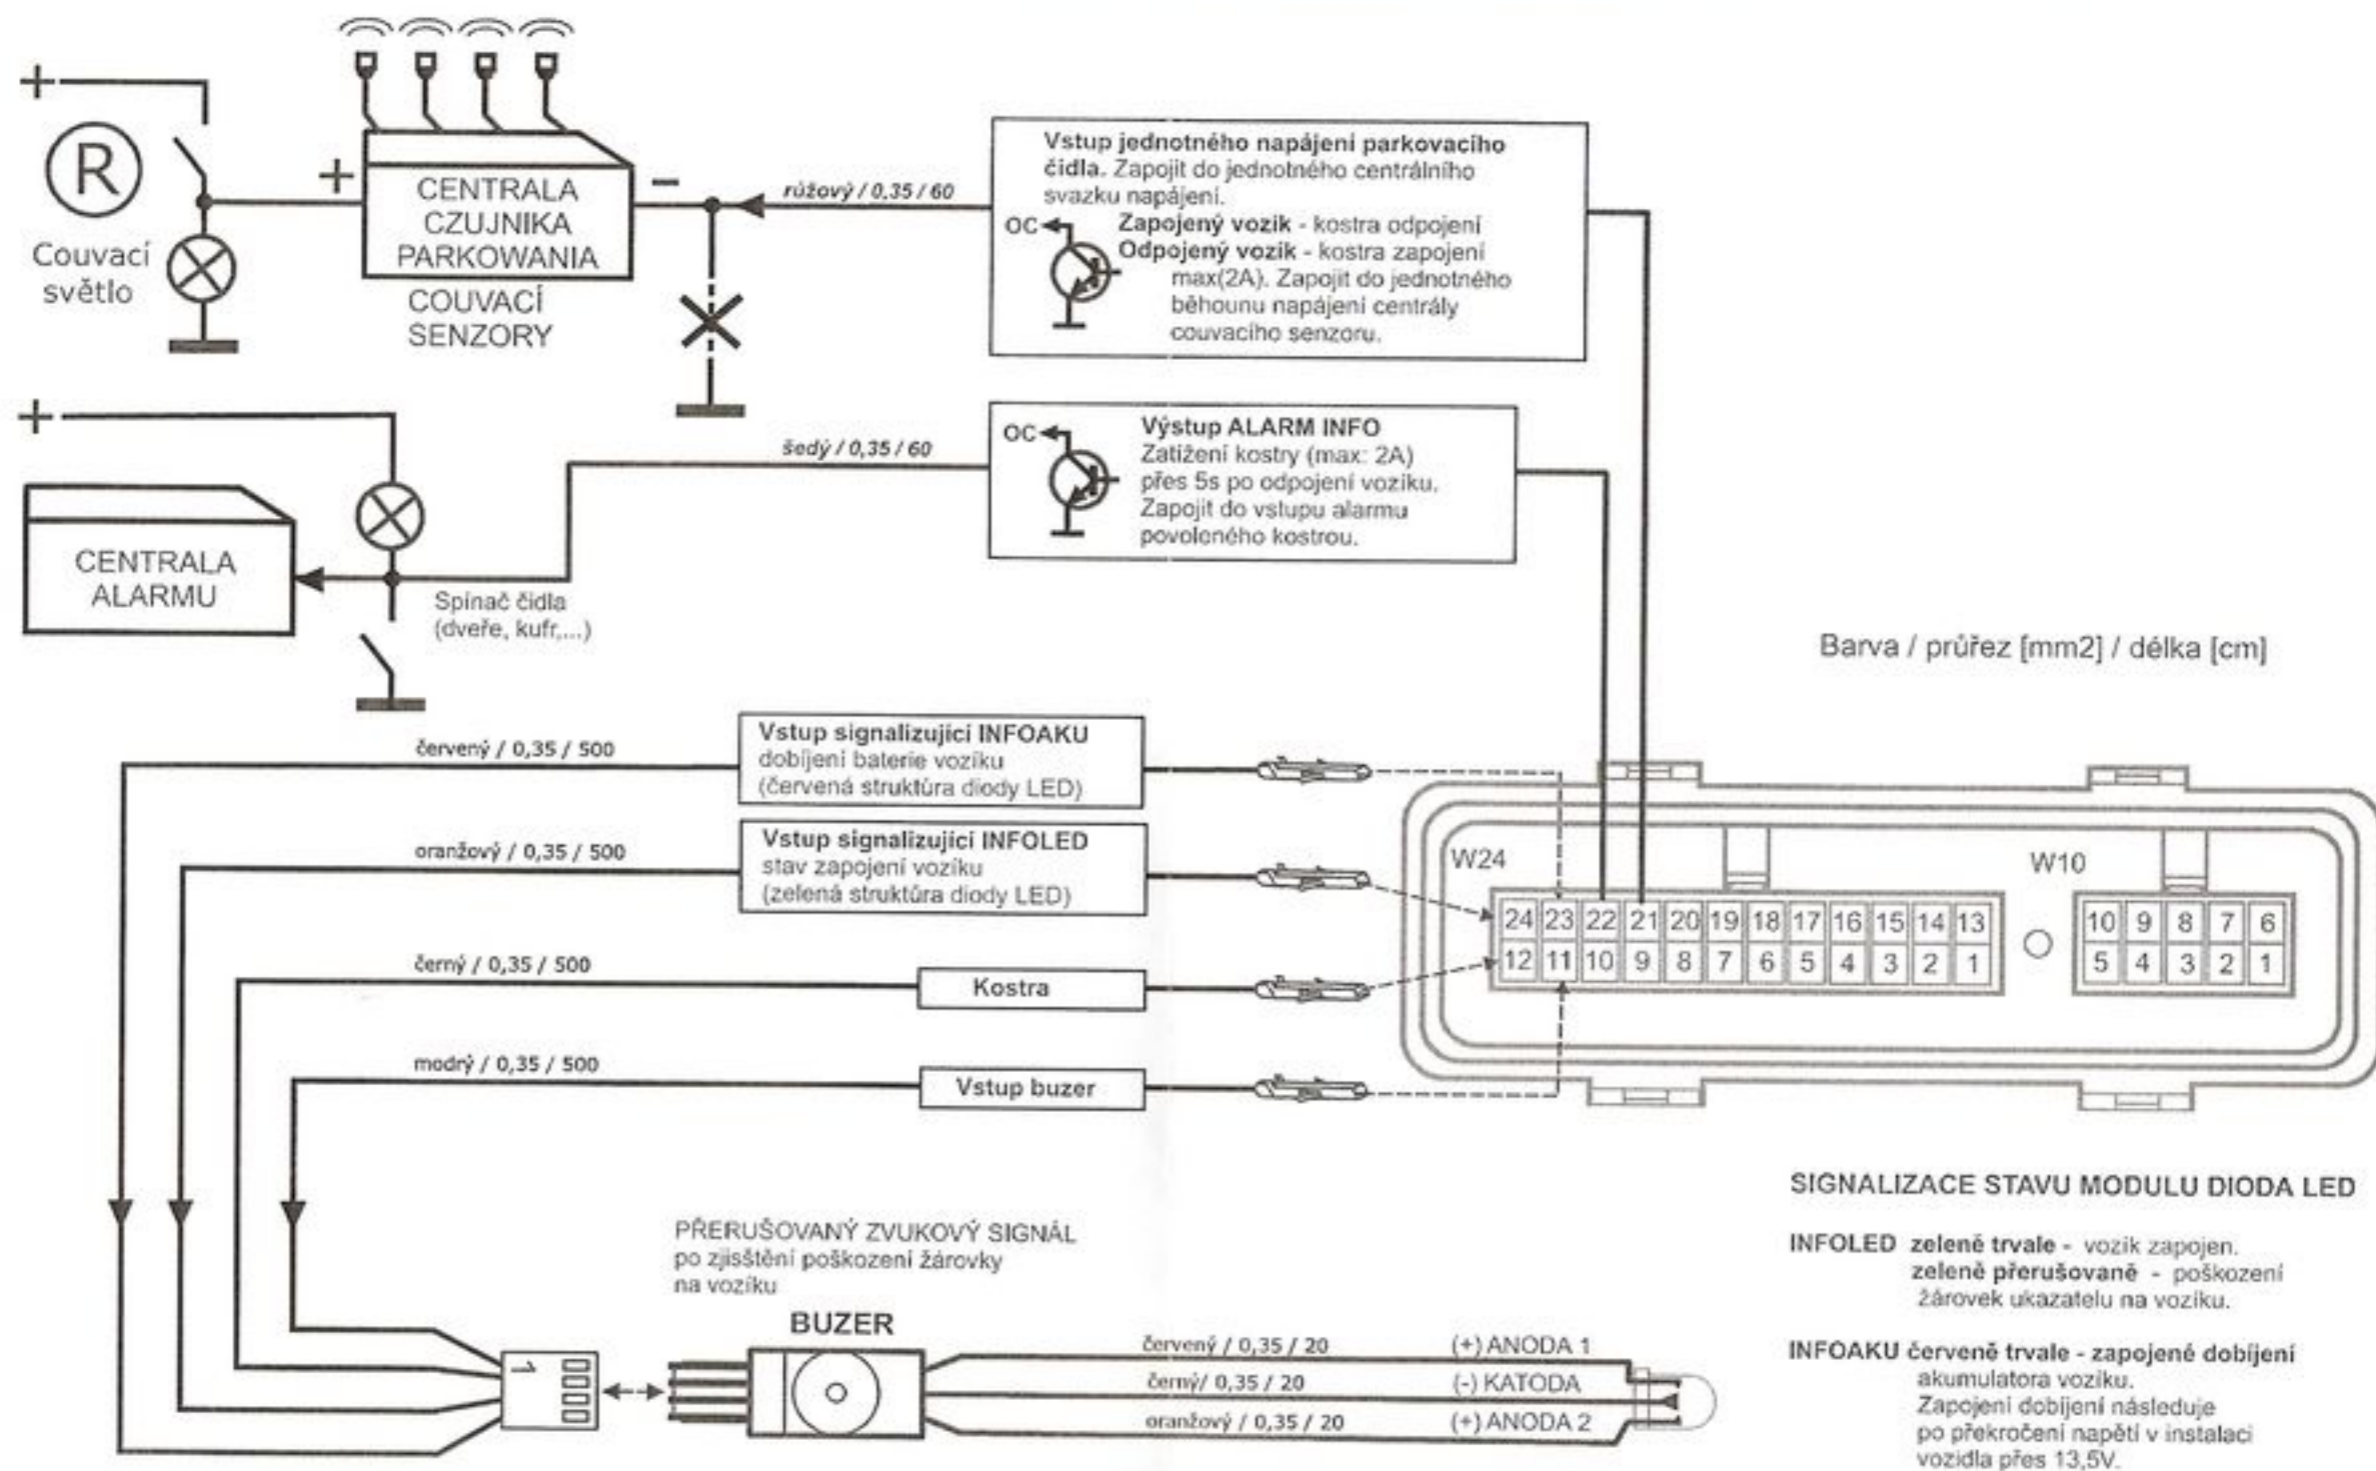 +
R
Couvací
světlo
+
CENTRALA
CZUJNIKA
PARKOWANIA
−
COUVACÍ
SENZORY
růžový / 0,35 / 60
Vstup jednotného napájení parkovacího
čidla. Zapojit do jednotného centrálního
svazku napájení.
OC
Zapojený vozík - kostra odpojení
Odpojený vozík - kostra zapojení
max(2A). Zapojit do jednotného
běhounu napájení centrály
couvacího senzoru.
+
CENTRALA
ALARMU
Spínač čidla
(dveře, kufr,...)
šedý / 0,35 / 60
OC
Výstup ALARM INFO
Zatížení kostry (max: 2A)
přes 5s po odpojení vozíku.
Zapojit do vstupu alarmu
povoleného kostrou.
Barva / průřez [mm2] / délka [cm]
červený / 0,35 / 500
Vstup signalizující INFOAKU
dobíjení baterie vozíku
(červená struktúra diody LED)
oranžový / 0,35 / 500
Vstup signalizující INFOLED
stav zapojení vozíku
(zelená struktúra diody LED)
černý / 0,35 / 500
Kostra
modrý / 0,35 / 500
Vstup buzer
W24
W10
24 23 22 21 20 19 18 17 16 15 14 13
12 11 10 9 8 7 6 5 4 3 2 1
10 9 8 7 6
5 4 3 2 1
PŘERUŠOVANÝ ZVUKOVÝ SIGNÁL
po zjisštění poškození žárovky
na vozíku
1
BUZER
červený / 0,35 / 20
(+) ANODA 1
černý/ 0,35 / 20
(-) KATODA
oranžový / 0,35 / 20
(+) ANODA 2
SIGNALIZACE STAVU MODULU DIODA LED
INFOLED zeleně trvale - vozík zapojen.
zeleně přerušovaně - poškození
žárovek ukazatelu na vozíku.
INFOAKU červeně trvale - zapojené dobíjení
akumulatora vozíku.
Zapojení dobíjení následuje
po překročení napětí v instalaci
vozidla přes 13,5V.